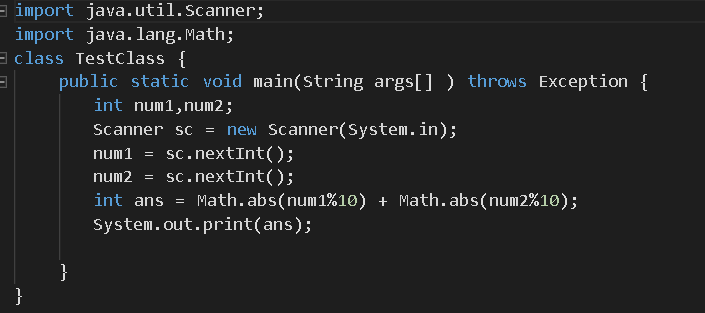 import java.util.Scanner;
import java.lang.Math;
class TestClass {
    public static void main(String args[] ) throws Exception {
        int num1,num2;
        Scanner sc = new Scanner(System.in);
        num1 = sc.nextInt();
        num2 = sc.nextInt();
        int ans = Math.abs(num1%10) + Math.abs(num2%10);
        System.out.print(ans);
    }
}